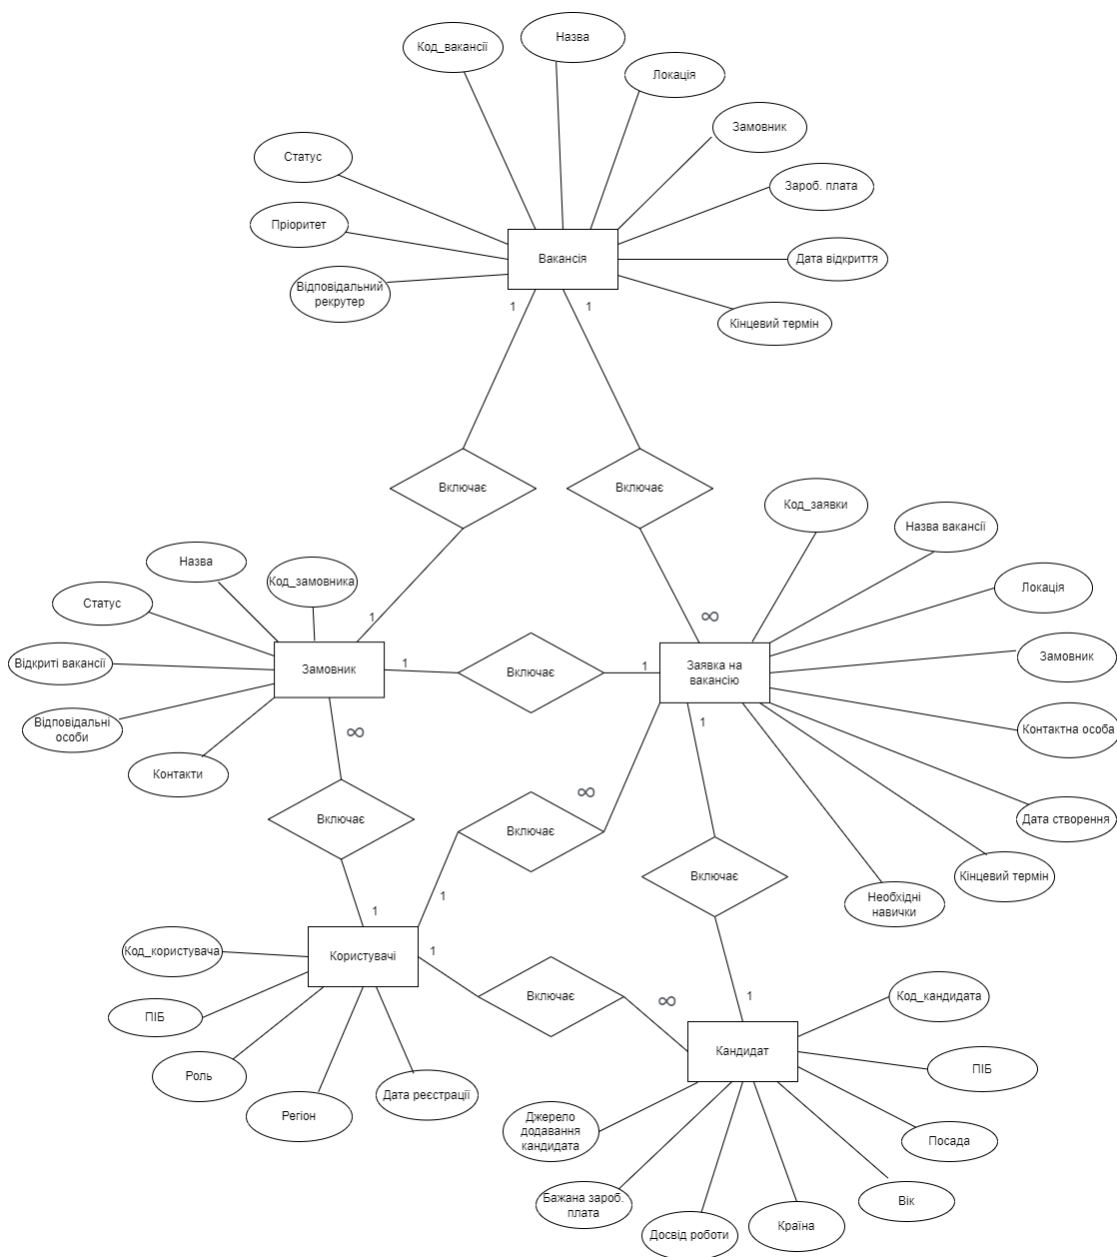 Назва
Код_вакансії
Локація
Замовник
Статус
Зароб. плата
Пріоритет
Вакансія
Дата відкриття
Відповідальний
рекрутер
Кінцевий термін
1
1
Включає
Включає
Код_заявки
Назва вакансії
Назва
Код_замовника
Локація
Статус
1
∞
Відкриті вакансії
Замовник
1
Включає
1
Заявка на
вакансію
Замовник
Відповідальні
особи
∞
1
Контактна особа
Контакти
∞
Включає
Включає
Дата створення
Включає
Кінцевий термін
Необхідні
навички
1
1
Код_користувача
Користувачі
1
Включає
∞
1
Код_кандидата
ПІБ
Кандидат
ПІБ
Роль
Дата реєстрації
Регіон
Джерело
додавання
кандидата
Посада
Бажана зароб.
плата
Вік
Досвід роботи
Країна